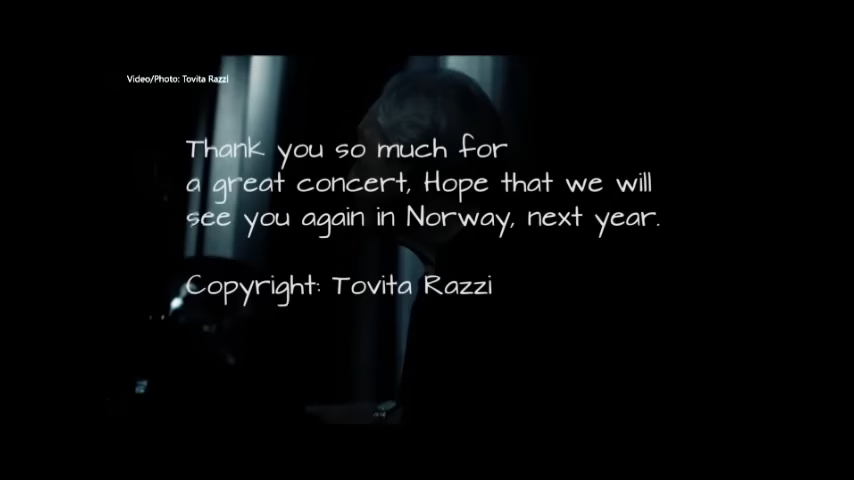 Video/Photo: Tovita Razzi
Thank you so much for
a great concert, Hope that we will
see you again in Norway, next year.
Copyright: Tovita Razzi